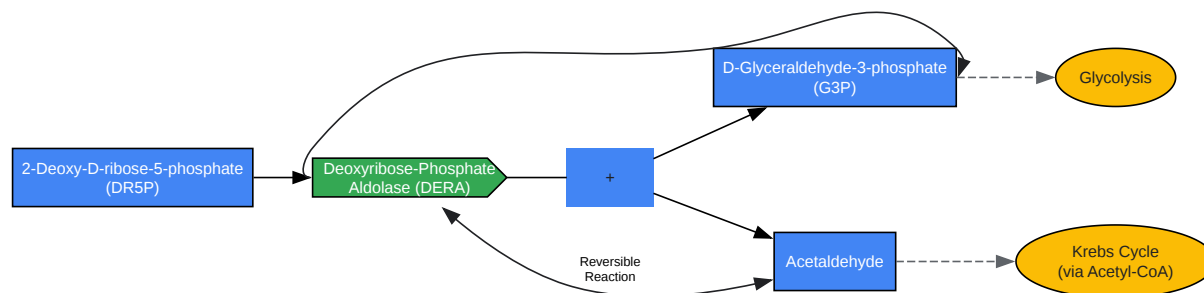 D-Glyceraldehyde-3-phosphate
(G3P)
Glycolysis
2-Deoxy-D-ribose-5-phosphate
(DR5P)
Deoxyribose-Phosphate
Aldolase (DERA)
+
Reversible
Reaction
Acetaldehyde
Krebs Cycle
(via Acetyl-CoA)